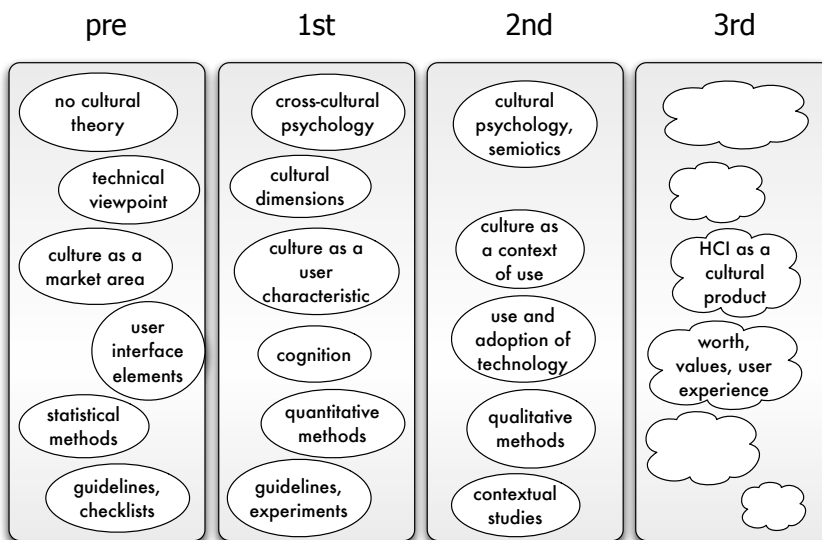 pre
1st
2nd
3rd
no cultural
theory
technical
viewpoint
culture as a
market area
user
interface
elements
statistical
methods
guidelines,
checklists
cross-cultural
psychology
cultural
dimensions
culture as a
user
characteristic
cognition
quantitative
methods
guidelines,
experiments
cultural
psychology,
semiotics
culture as
a context
of use
use and
adoption of
technology
qualitative
methods
contextual
studies
HCI as a
cultural
product
worth,
values, user
experience